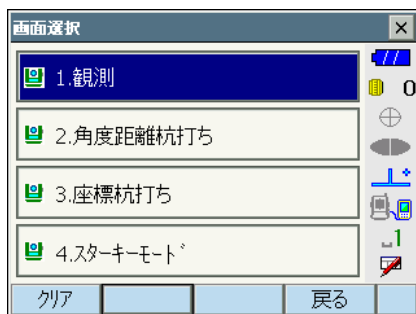 画面選択
1.観測
0
2.角度距離杭打ち
3.座標杭打ち
4.スターキーモード
1
クリア
戻る